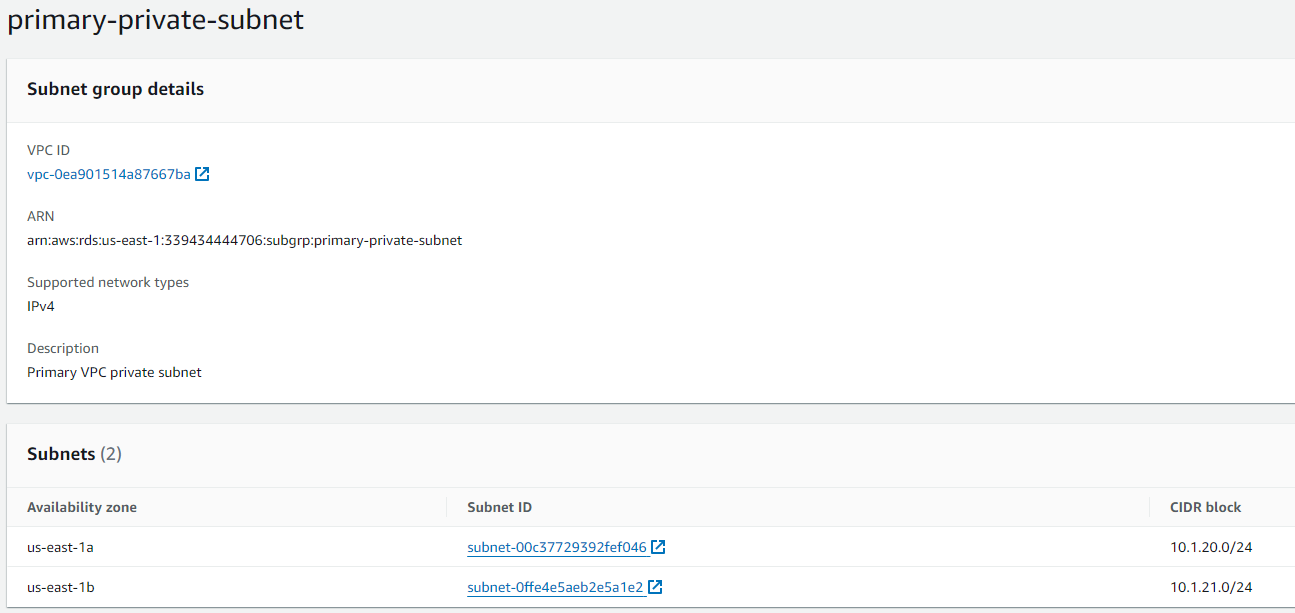 primary-private-subnet
Subnet group details
VPC ID
vpc-0ea901514a87667ba
ARN
arn:aws:rds:us-east-1:339434444706:subgrp:primary-private-subnet
Supported network types
IPv4
Description
Primary VPC private subnet
Subnets (2)
Availability zone Subnet ID CIDR block
us-east-1a subnet-00c37729392fef046 10.1.20.0/24
us-east-1b subnet-0ffe4e5aeb2e5a1e2 10.1.21.0/24